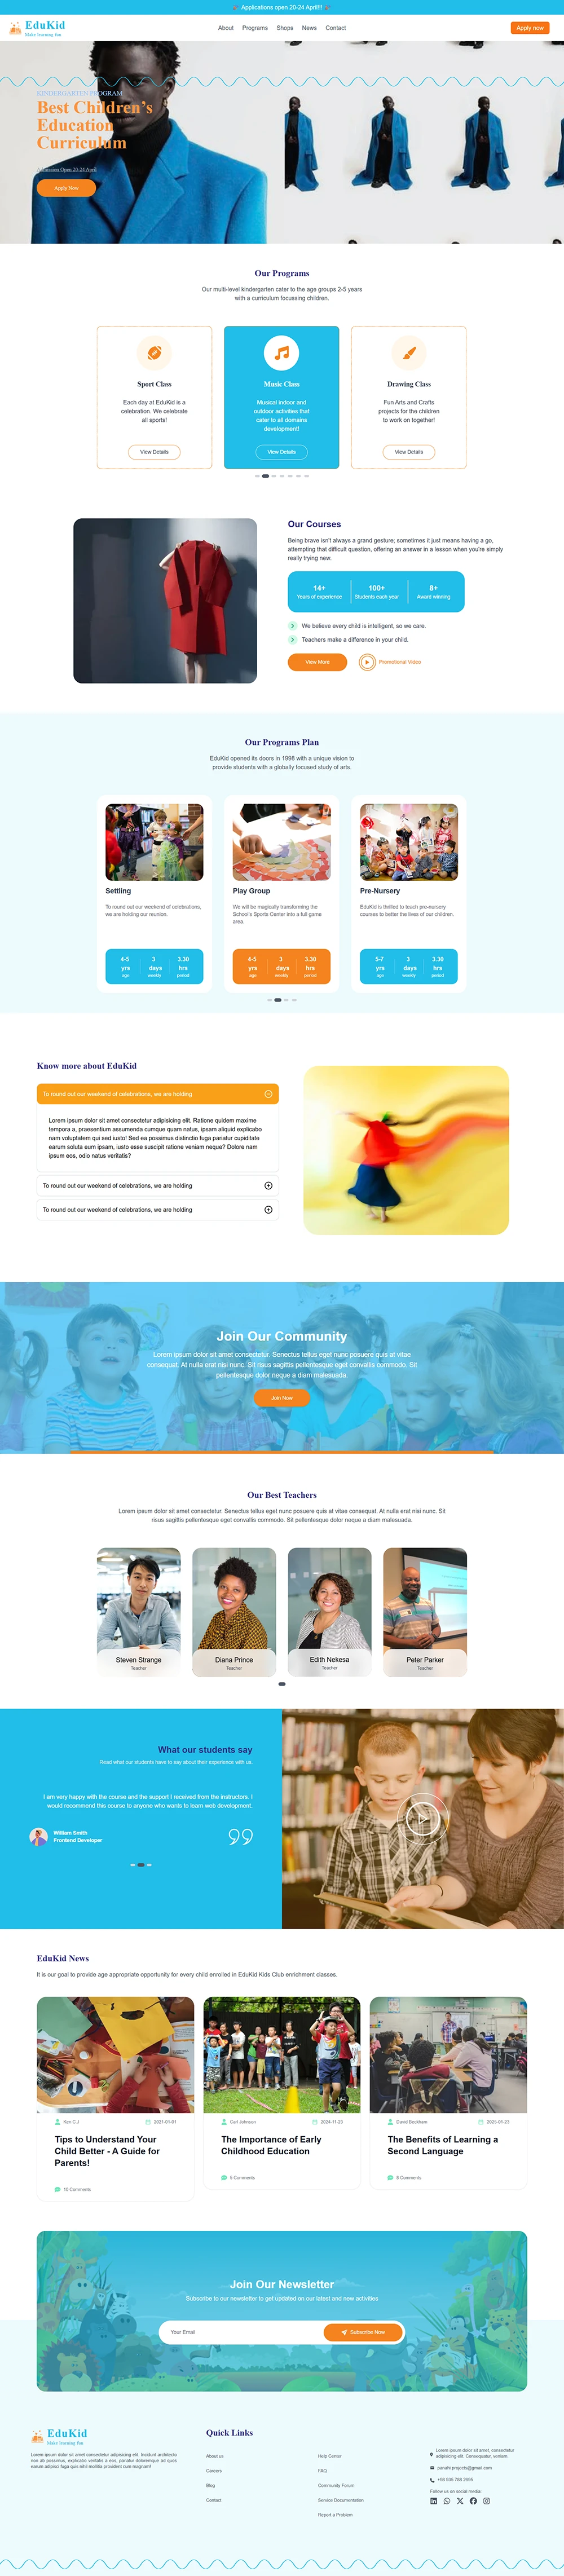 Applications open 20-24 April!!!
EduKid
Make learning fun
About Programs Shops News Contact
Apply now
KINDERGARTEN PROGRAM
Best Children's
Education
Curriculum
Admission Open 20-24 April
Apply Now
Our Programs
Our multi-level kindergarten cater to the age groups 2-5 years
with a curriculum focussing children.
Sport Class
Each day at EduKid is a
celebration. We celebrate
all sports!
View Details
Music Class
Musical indoor and
outdoor activities that
cater to all domains
development!
View Details
Drawing Class
Fun Arts and Crafts
projects for the children
to work on together!
View Details
Our Courses
Being brave isn't always a grand gesture; sometimes it just means having a go,
attempting that difficult question, offering an answer in a lesson when you're simply
really trying new.
14+ 100+ 8+
Years of experience Students each year Award winning
We believe every child is intelligent, so we care.
Teachers make a difference in your child.
View More
Promotional Video
Our Programs Plan
EduKid opened its doors in 1998 with a unique vision to
provide students with a globally focused study of arts.
Settling
To round out our weekend of celebrations,
we are holding our reunion.
4-5 3 3.30
yrs days hrs
age weekly period
Play Group
We will be magically transforming the
School's Sports Center into a full game
area.
4-5 3 3.30
yrs days hrs
age weekly period
Pre-Nursery
EduKid is thrilled to teach pre-nursery
courses to better the lives of our children.
5-7 3 3.30
yrs days hrs
age weekly period
Know more about EduKid
To round out our weekend of celebrations, we are holding
Lorem ipsum dolor sit amet consectetur adipisicing elit. Ratione quidem maxime
tempora a, praesentium assumenda cumque quam natus, ipsam aliquid explicabo
nam voluptatem qui sed iusto! Sed ea possimus distinctio fuga pariatur cupiditate
earum soluta eum ipsam, iusto esse suscipit ratione veniam neque? Dolore nam
ipsum eos, odio natus veritatis?
To round out our weekend of celebrations, we are holding
To round out our weekend of celebrations, we are holding
Join Our Community
Lorem ipsum dolor sit amet consectetur. Senectus tellus eget nunc posuere quis at vitae
consequat. At nulla erat nisi nunc. Sit risus sagittis pellentesque eget convallis commodo. Sit
pellentesque dolor neque a diam malesuada.
Join Now
Our Best Teachers
Lorem ipsum dolor sit amet consectetur. Senectus tellus eget nunc posuere quis at vitae consequat. At nulla erat nisi nunc. Sit
risus sagittis pellentesque eget convallis commodo. Sit pellentesque dolor neque a diam malesuada.
Steven Strange
Teacher
Diana Prince
Teacher
Edith Nekesa
Teacher
Peter Parker
Teacher
What our students say
Read what our students have to say about their experience with us.
I am very happy with the course and the support I received from the instructors. I
would recommend this course to anyone who wants to learn web development.
William Smith
Frontend Developer
EduKid News
It is our goal to provide age appropriate opportunity for every child enrolled in EduKid Kids Club enrichment classes.
Ken C.J 2021-01-01
Tips to Understand Your
Child Better - A Guide for
Parents!
10 Comments
Carl Johnson 2024-11-23
The Importance of Early
Childhood Education
5 Comments
David Beckham 2025-01-23
The Benefits of Learning a
Second Language
Comments
Join Our Newsletter
Subscribe to our newsletter to get updated on our latest and new activities
Your Email
Subscribe Now
EduKid
Make learning fun
Lorem ipsum dolor sit amet consectetur adipisicing elit. Incidunt architecto
non ab possimus, explicabo veritatis a eos, pariatur doloremque ad quos
earum adipisci fuga quis nihil mollitia provident cum magnam!
Quick Links
About us
Careers
Blog
Contact
Help Center
FAQ
Community Forum
Service Documentation
Report a Problem
Lorem ipsum dolor sit amet, consectetur
adipisicing elit. Consequatur, veniam.
panahi.projects@gmail.com
+98 935 788 2695
Follow us on social media: